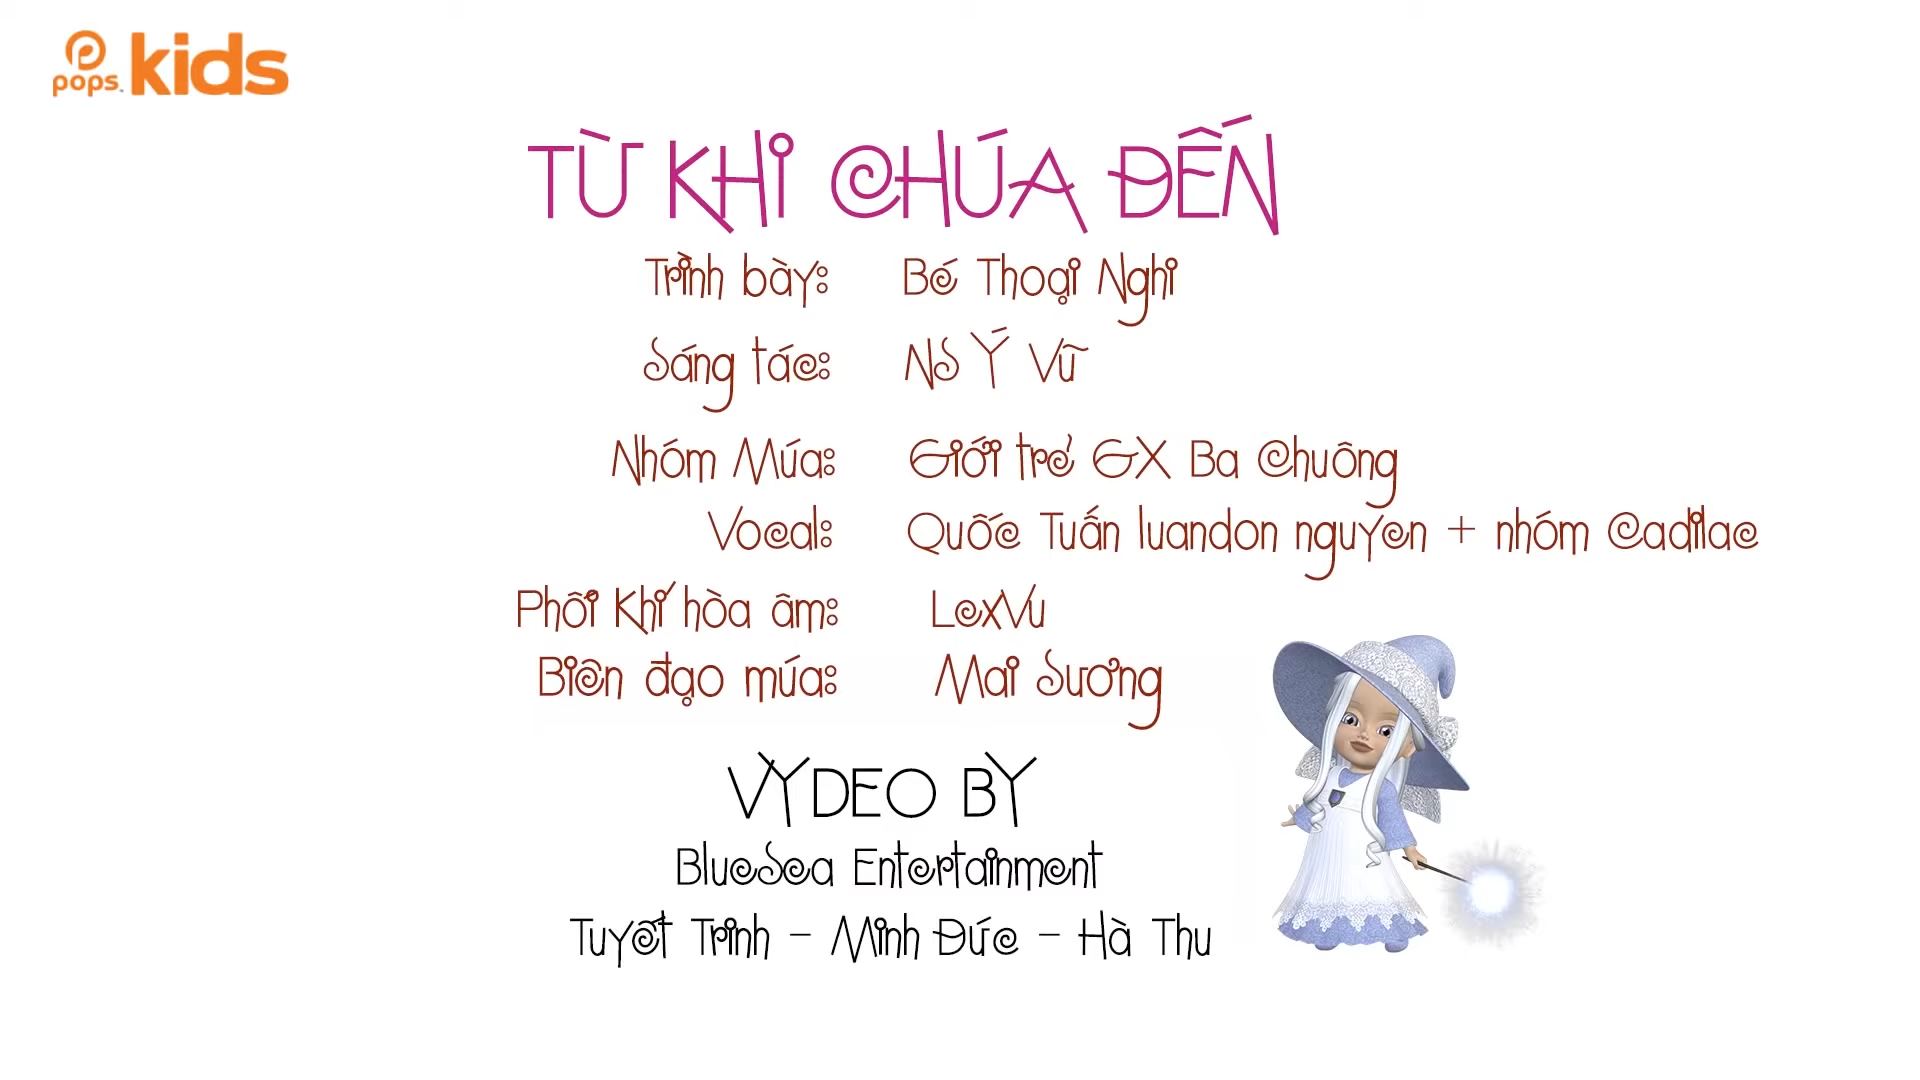 pops kids
TỪ KHI CHÚA ĐẾN
Trình bày: Bé Thoại Nghi
Sáng tác: NS Ý Vũ
Nhóm Múa: Giới trẻ GX Ba Chuông
Vocal: Quốc Tuấn luandon nguyen + nhóm Cadilac
Phối Khí hòa âm: LexVu
Biên đạo múa: Mai Sương
VYDEO BY
BlueSea Entertainment
Tuyết Trinh - Minh Đức - Hà Thu